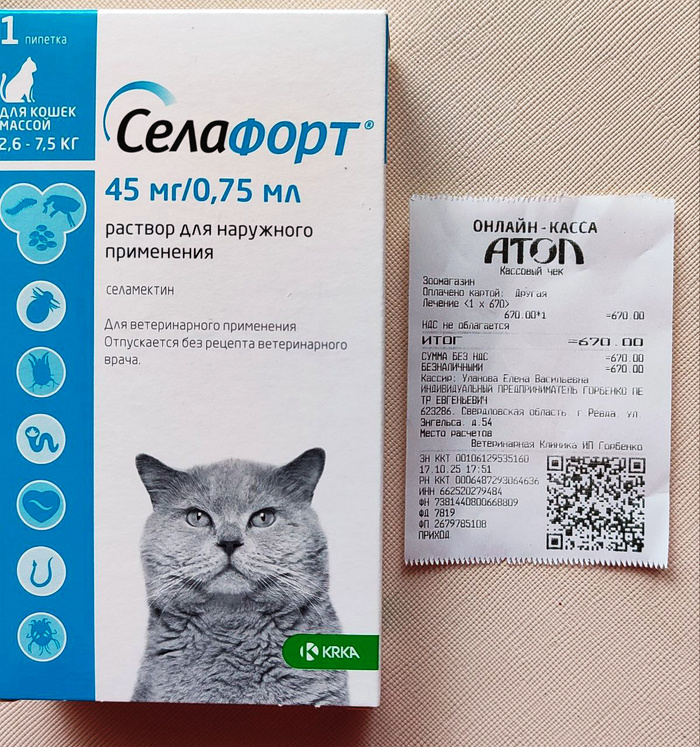 1 пипетка
ДЛЯ КОШЕК
МАССОЙ
2,6 - 7,5 КГ
Селафорт®
45 мг/0,75 мл
раствор для наружного
применения
селамектин
Для ветеринарного применения
Отпускается без рецепта ветеринарного
врача.
KRKA
ОНЛАЙН-КАССА
АТОЛ
Кассовый чек
Зоомагазин
Оплачено картой: Другая
Лечение <1 x 670>
670.00*1 =670.00
НДС не облагается
ИТОГ =670.00
СУММА БЕЗ НДС =670.00
БЕЗНАЛИЧНЫМИ =670.00
Кассир: Уланова Елена Васильевна
ИНДИВИДУАЛЬНЫЙ ПРЕДПРИНИМАТЕЛЬ ГОРБЕНКО ПЕ
ТР ЕВГЕНЬЕВИЧ
623286, Свердловская область, г Ревда, ул.
Энгельса, д.54
Место расчетов
Ветеринарная Клиника ИП Горбенко
ЗН ККТ 00106129535160
17.10.25 17:51
РН ККТ 0006487293064636
ИНН 662520279484
ФН 7381440800668809
ФД 7819
ФП 2679785108
ПРИХОД